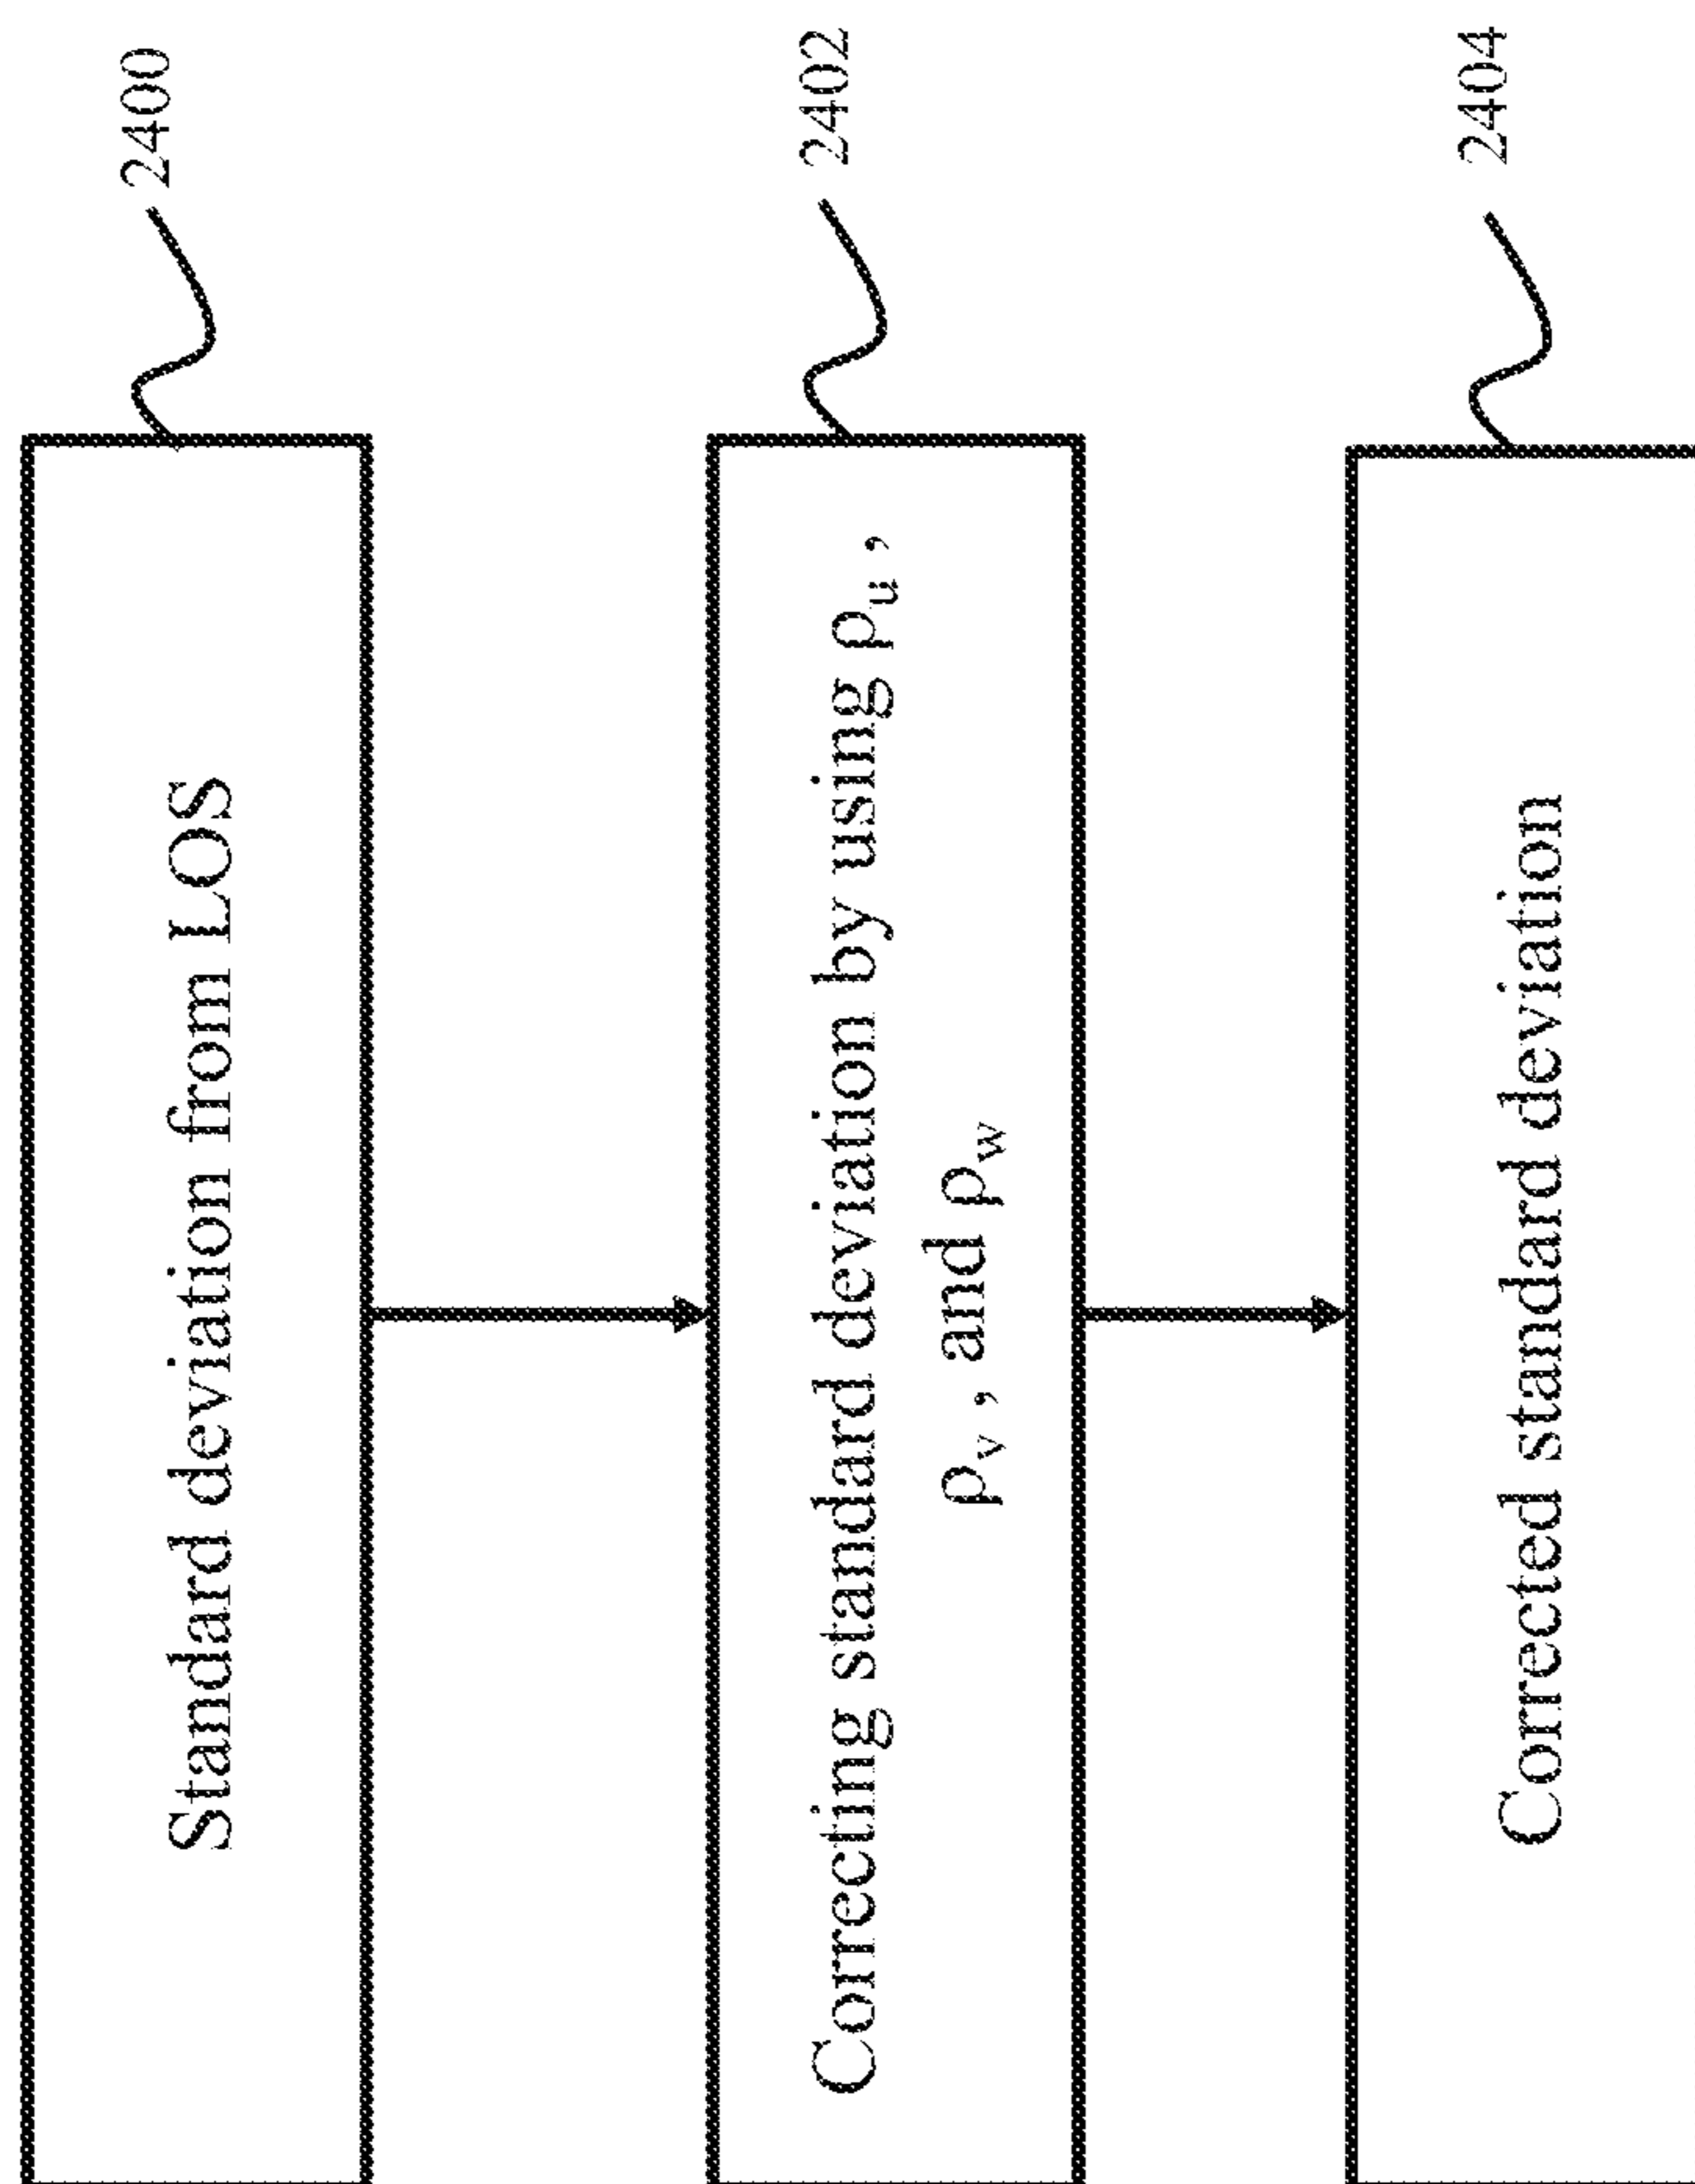 Standard deviation from LOS
2400
Correcting standard deviation by using ρu ,
ρv , and ρw
2402
Corrected standard deviation
2404